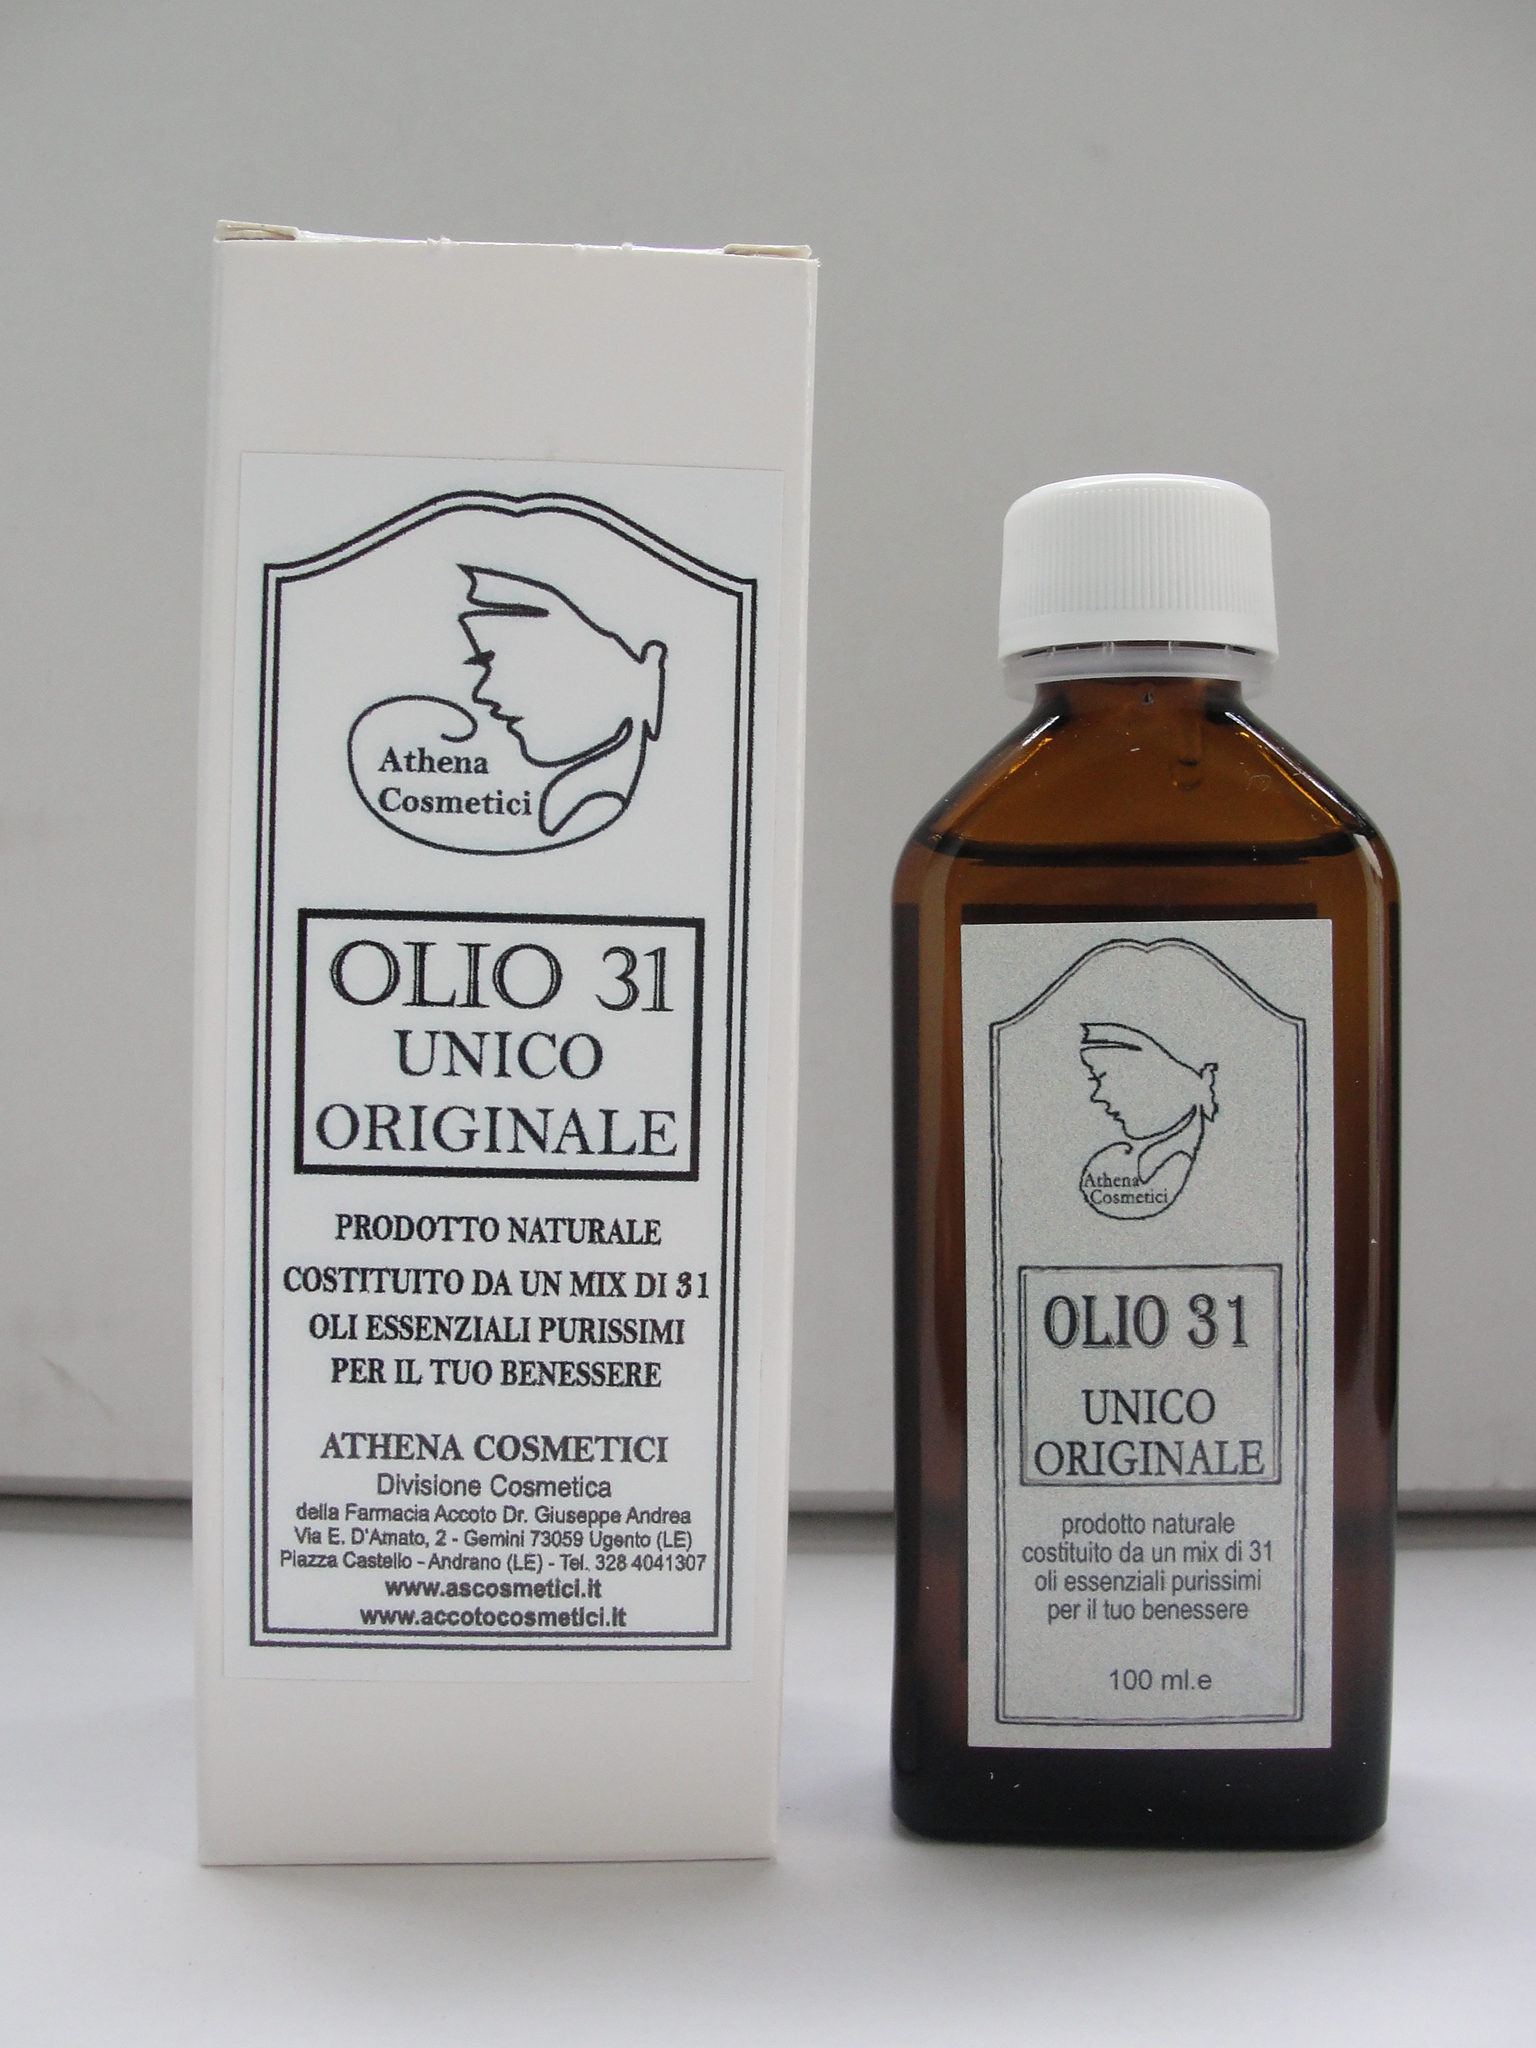 Athena
Cosmetici
OLIO 31
UNICO
ORIGINALE
PRODOTTO NATURALE
COSTITUITO DA UN MIX DI 31
OLI ESSENZIALI PURISSIMI
PER IL TUO BENESSERE
ATHENA COSMETICI
Divisione Cosmetica
della Farmacia Accoto Dr. Giuseppe Andrea
Via E. D'Amato, 2 - Gemini 73059 Ugento (LE)
Piazza Castello - Andrano (LE) - Tel. 328 4041307
www.ascosmetici.it
www.accotocosmetici.it
Athena
Cosmetici
OLIO 31
UNICO
ORIGINALE
prodotto naturale
costituito da un mix di 31
oli essenziali purissimi
per il tuo benessere
100 ml.e